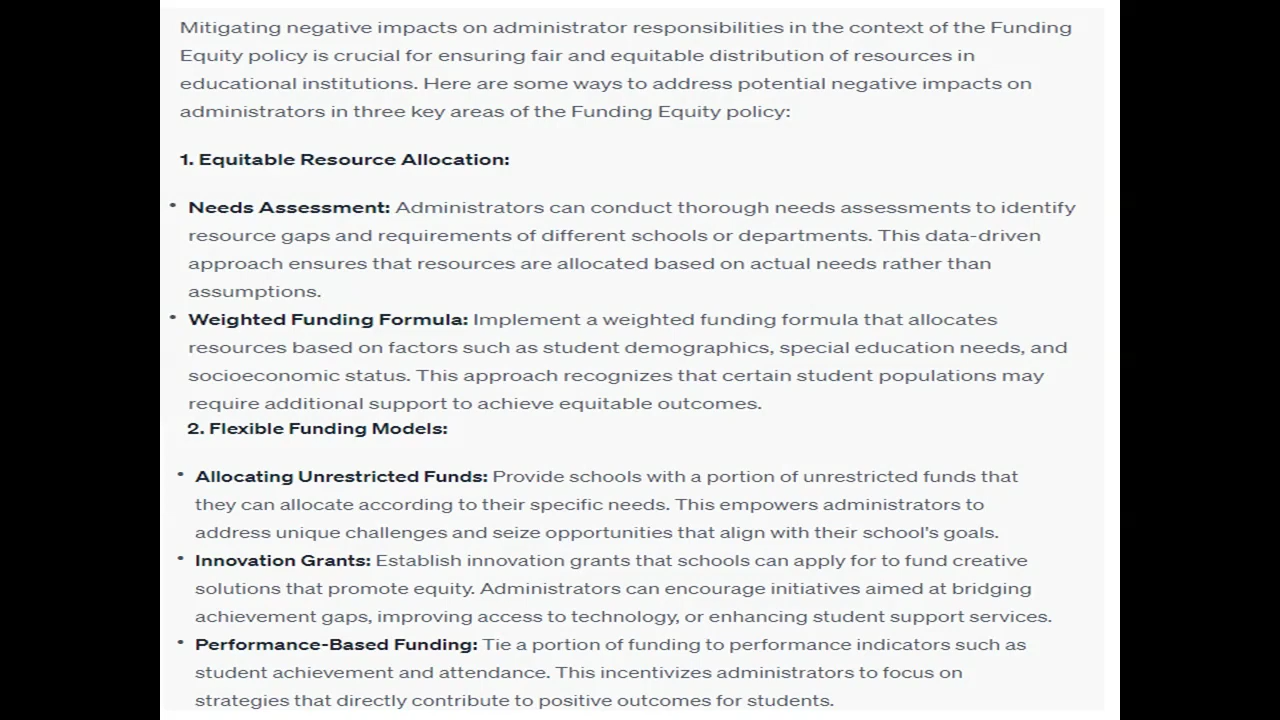 Mitigating negative impacts on administrator responsibilities in the context of the Funding
Equity policy is crucial for ensuring fair and equitable distribution of resources in
educational institutions. Here are some ways to address potential negative impacts on
administrators in three key areas of the Funding Equity policy:
1. Equitable Resource Allocation:
• Needs Assessment: Administrators can conduct thorough needs assessments to identify
resource gaps and requirements of different schools or departments. This data-driven
approach ensures that resources are allocated based on actual needs rather than
assumptions.
• Weighted Funding Formula: Implement a weighted funding formula that allocates
resources based on factors such as student demographics, special education needs, and
socioeconomic status. This approach recognizes that certain student populations may
require additional support to achieve equitable outcomes.
2. Flexible Funding Models:
• Allocating Unrestricted Funds: Provide schools with a portion of unrestricted funds that
they can allocate according to their specific needs. This empowers administrators to
address unique challenges and seize opportunities that align with their school's goals.
• Innovation Grants: Establish innovation grants that schools can apply for to fund creative
solutions that promote equity. Administrators can encourage initiatives aimed at bridging
achievement gaps, improving access to technology, or enhancing student support services.
• Performance-Based Funding: Tie a portion of funding to performance indicators such as
student achievement and attendance. This incentivizes administrators to focus on
strategies that directly contribute to positive outcomes for students.